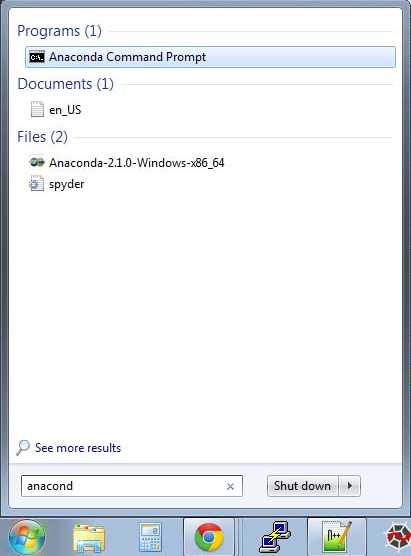 Programs (1)
Anaconda Command Prompt
Documents (1)
en_US
Files (2)
Anaconda-2.1.0-Windows-x86_64
spyder
See more results
anacond
Shut down